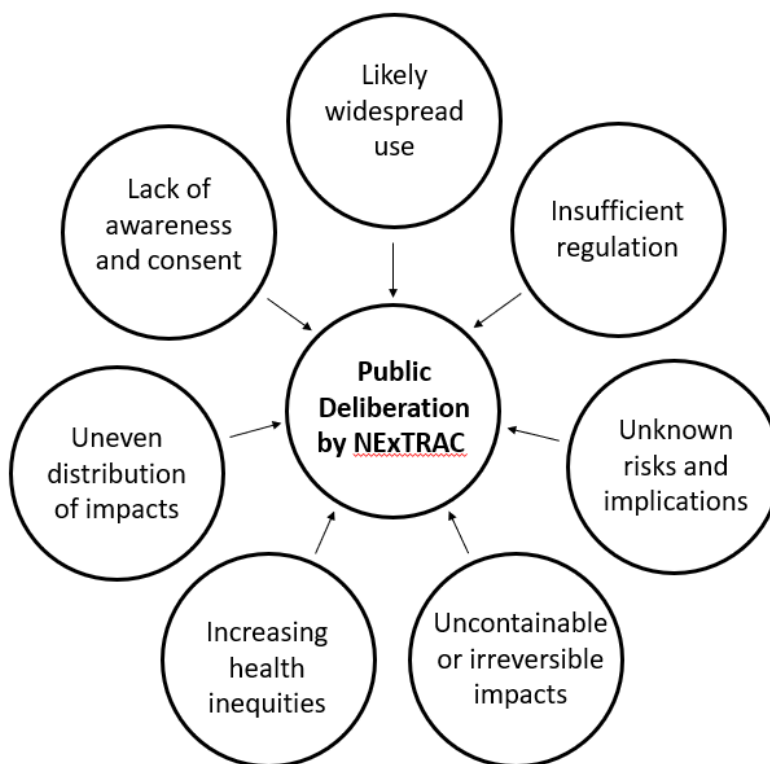 Likely
widespread
use
Insufficient
regulation
Unknown
risks and
implications
Uncontainable
or irreversible
impacts
Increasing
health
inequities
Uneven
distribution
of impacts
Lack of
awareness
and consent
Public
Deliberation
by NExTRAC